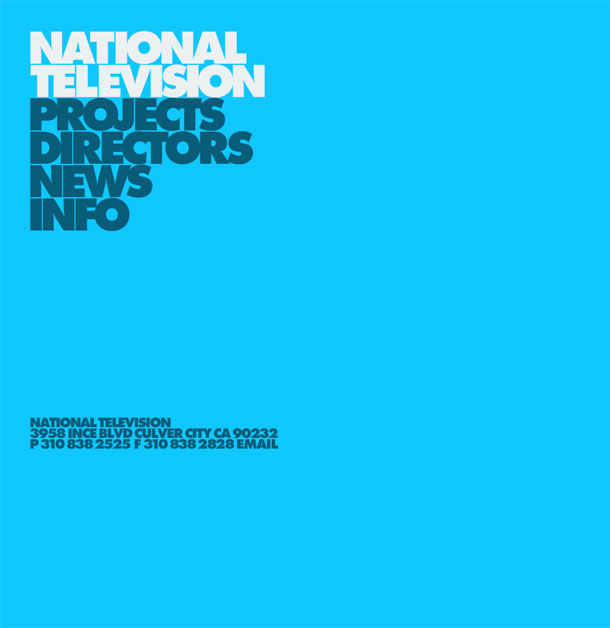 NATIONAL
TELEVISION
PROJECTS
DIRECTORS
NEWS
INFO
NATIONAL TELEVISION
3958 INCE BLVD CULVER CITY CA 90232
P 310 838 2525 F 310 838 2828 EMAIL